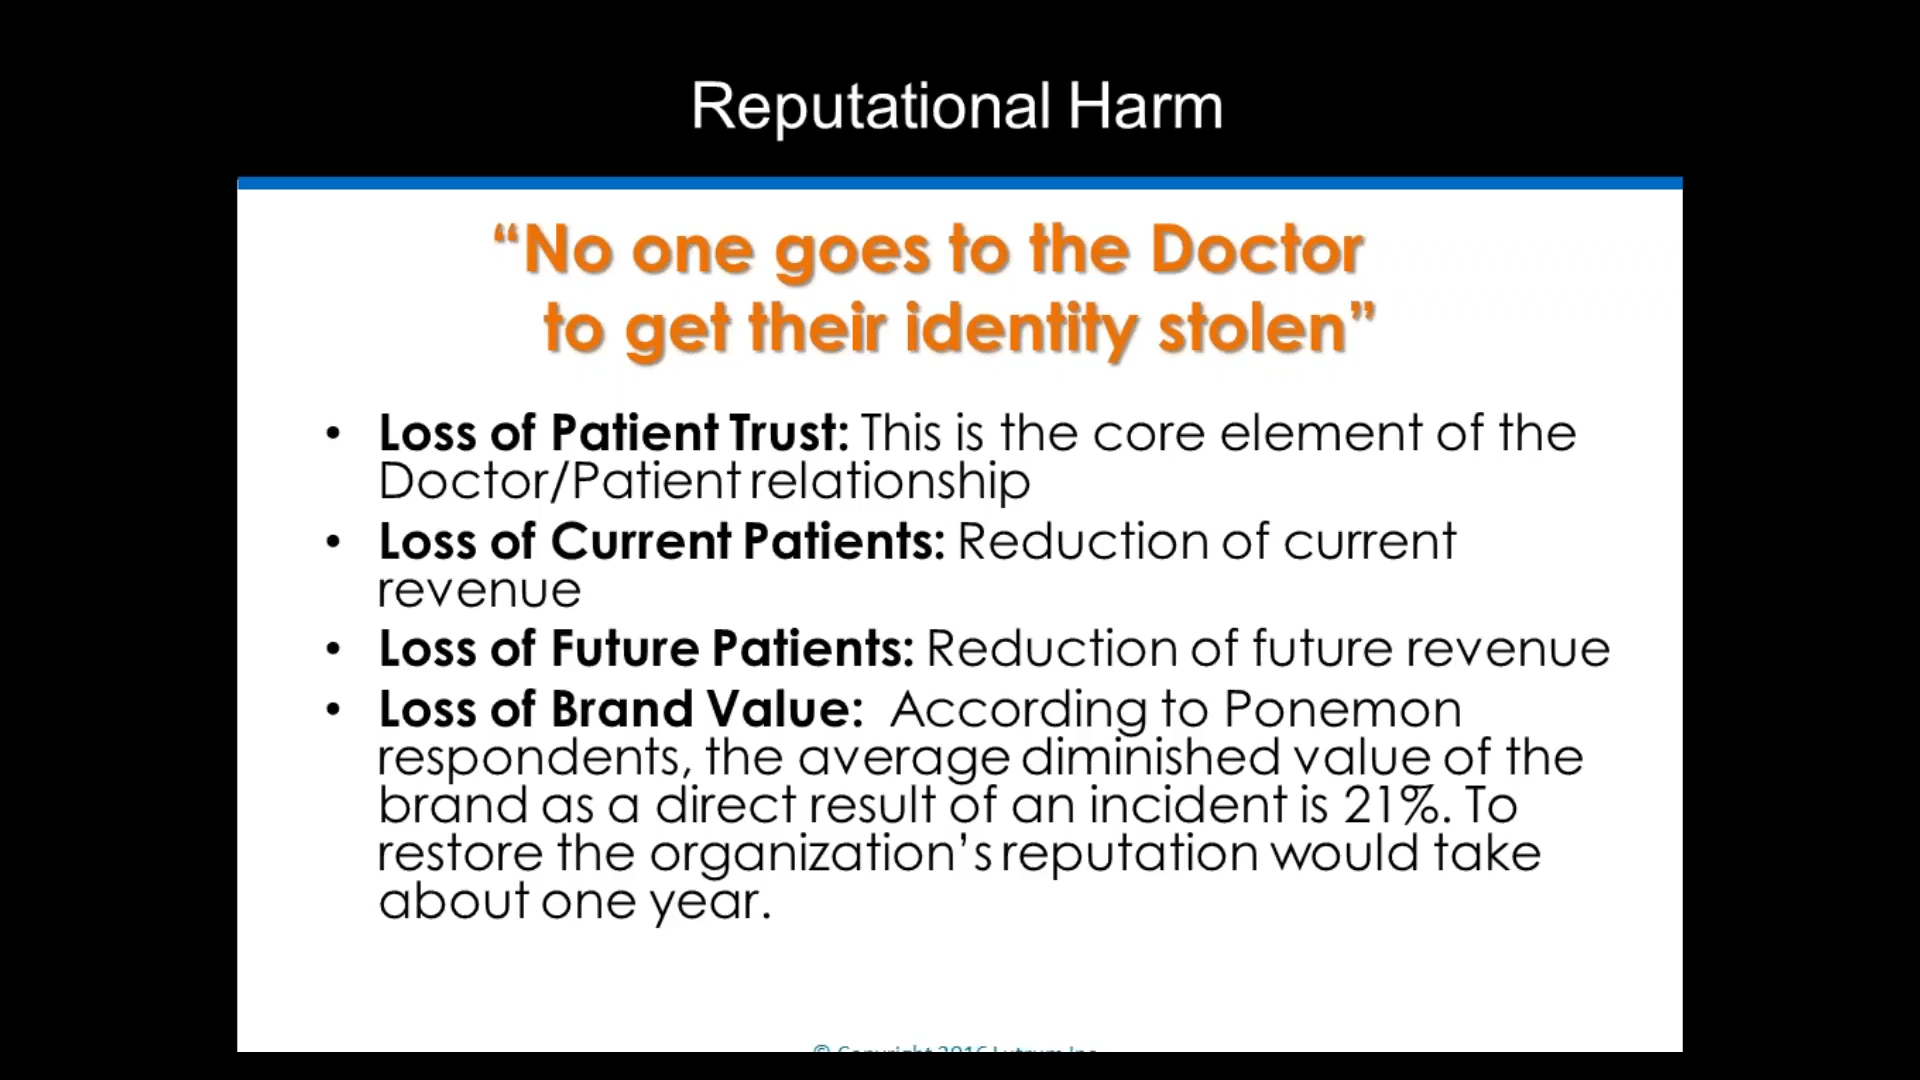 Reputational Harm
“No one goes to the Doctor
to get their identity stolen”
• Loss of Patient Trust: This is the core element of the
Doctor/Patient relationship
• Loss of Current Patients: Reduction of current
revenue
• Loss of Future Patients: Reduction of future revenue
• Loss of Brand Value: According to Ponemon
respondents, the average diminished value of the
brand as a direct result of an incident is 21%. To
restore the organization’s reputation would take
about one year.
© Copyright 2016